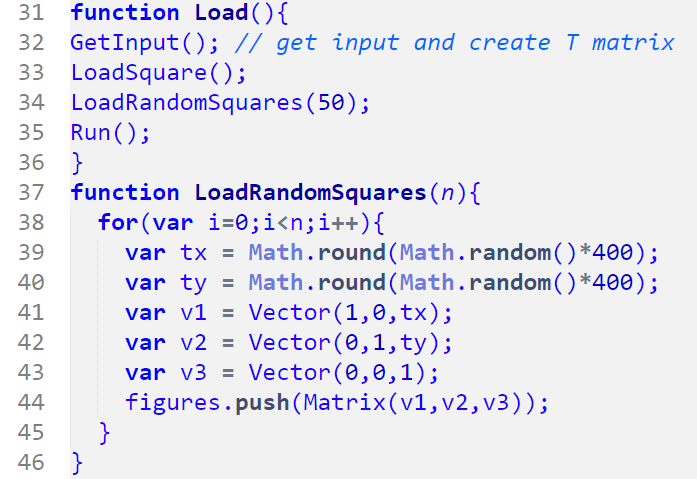 31 function Load(){
32 GetInput(); // get input and create T matrix
33 LoadSquare();
34 LoadRandomSquares(50);
35 Run();
36 }
37 function LoadRandomSquares(n){
38   for(var i=0;i<n;i++){
39     var tx = Math.round(Math.random()*400);
40     var ty = Math.round(Math.random()*400);
41     var v1 = Vector(1,0,tx);
42     var v2 = Vector(0,1,ty);
43     var v3 = Vector(0,0,1);
44     figures.push(Matrix(v1,v2,v3));
45   }
46 }